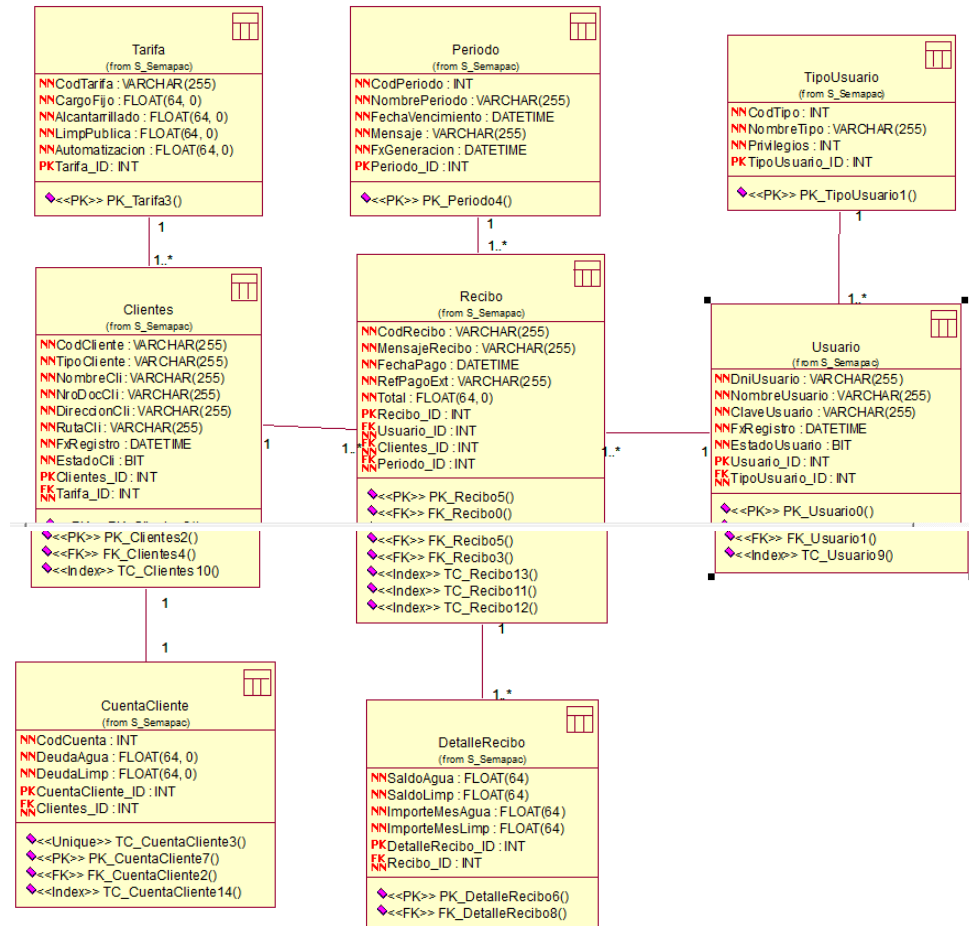 Tarifa
(from S_Semapac)
NNCodTarifa : VARCHAR(255)
NNCargoFijo : FLOAT(64, 0)
NNAlcantarrillado : FLOAT(64, 0)
NNLimpPublica : FLOAT(64, 0)
NNAutomatizacion : FLOAT(64, 0)
PKTarifa_ID : INT
<<PK>> PK_Tarifa3()
1
1..*
Periodo
(from S_Semapac)
NNCodPeriodo : INT
NNNombrePeriodo : VARCHAR(255)
NNFechaVencimiento : DATETIME
NNMensaje : VARCHAR(255)
NNFxGeneracion : DATETIME
PKPeriodo_ID : INT
<<PK>> PK_Periodo4()
1
1..*
TipoUsuario
(from S_Semapac)
NNCodTipo : INT
NNNombreTipo : VARCHAR(255)
NNPrivilegios : INT
PKTipoUsuario_ID : INT
<<PK>> PK_TipoUsuario1()
1
1..*
Clientes
(from S_Semapac)
NNCodCliente : VARCHAR(255)
NNTipoCliente : VARCHAR(255)
NNNombreCli : VARCHAR(255)
NNNroDocCli : VARCHAR(255)
NNDireccionCli : VARCHAR(255)
NNRutaCli : VARCHAR(255)
NNFxRegistro : DATETIME
NNEstadoCli : BIT
PKClientes_ID : INT
FK NNTarifa_ID : INT
<<PK>> PK_Clientes2()
<<FK>> FK_Clientes4()
<<Index>> TC_Clientes10()
1
1..*
Recibo
(from S_Semapac)
NNCodRecibo : VARCHAR(255)
NNMensajeRecibo : VARCHAR(255)
NNFechaPago : DATETIME
NNRefPagoExt : VARCHAR(255)
NNTotal : FLOAT(64, 0)
PKRecibo_ID : INT
FK NNUsuario_ID : INT
FK NNClientes_ID : INT
FK NNPeriodo_ID : INT
<<PK>> PK_Recibo5()
<<FK>> FK_Recibo0()
<<FK>> FK_Recibo5()
<<FK>> FK_Recibo3()
<<Index>> TC_Recibo13()
<<Index>> TC_Recibo11()
<<Index>> TC_Recibo12()
1..*
1
Usuario
(from S_Semapac)
NNDniUsuario : VARCHAR(255)
NNNombreUsuario : VARCHAR(255)
NNClaveUsuario : VARCHAR(255)
NNFxRegistro : DATETIME
NNEstadoUsuario : BIT
PKUsuario_ID : INT
FK NNTipoUsuario_ID : INT
<<PK>> PK_Usuario0()
<<FK>> FK_Usuario1()
<<Index>> TC_Usuario9()
1
1
CuentaCliente
(from S_Semapac)
NNCodCuenta : INT
NNDeudaAgua : FLOAT(64, 0)
NNDeudaLimp : FLOAT(64, 0)
PKCuentaCliente_ID : INT
FK NNClientes_ID : INT
<<Unique>> TC_CuentaCliente3()
<<PK>> PK_CuentaCliente7()
<<FK>> FK_CuentaCliente2()
<<Index>> TC_CuentaCliente14()
1
1..*
DetalleRecibo
(from S_Semapac)
NNSaldoAgua : FLOAT(64)
NNSaldoLimp : FLOAT(64)
NNImporteMesAgua : FLOAT(64)
NNImporteMesLimp : FLOAT(64)
PKDetalleRecibo_ID : INT
FK NNRecibo_ID : INT
<<PK>> PK_DetalleRecibo6()
<<FK>> FK_DetalleRecibo8()